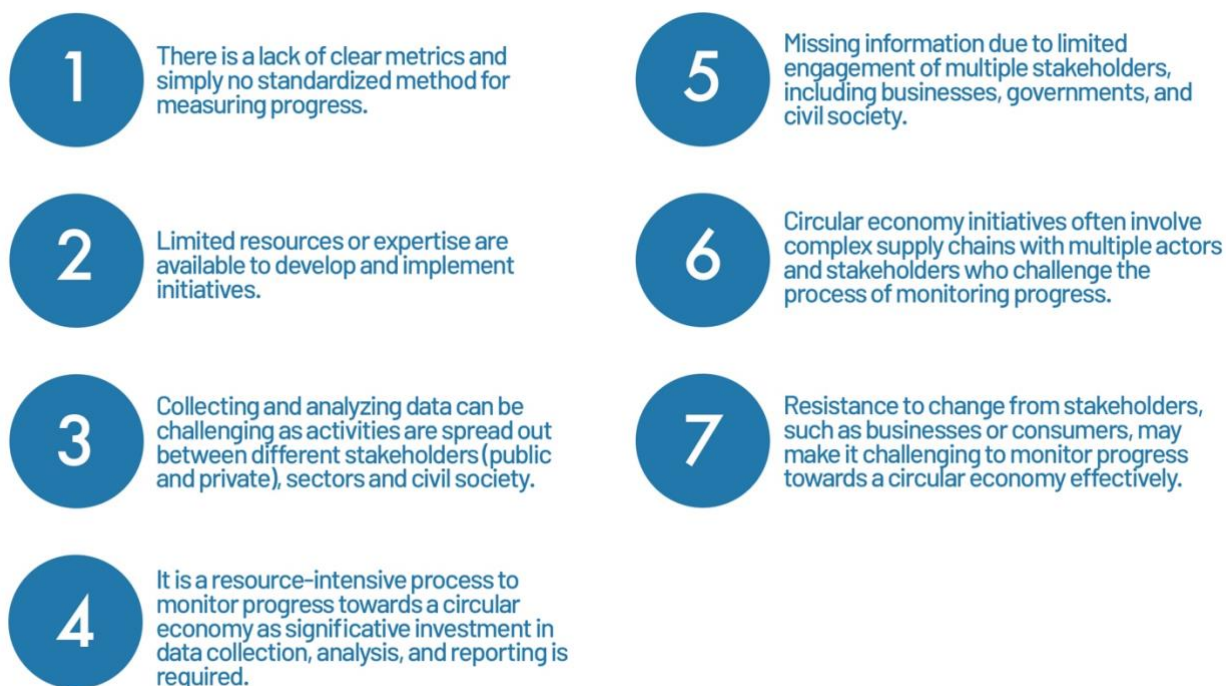 1
There is a lack of clear metrics and
simply no standardized method for
measuring progress.
2
Limited resources or expertise are
available to develop and implement
initiatives.
3
Collecting and analyzing data can be
challenging as activities are spread out
between different stakeholders (public
and private), sectors and civil society.
4
It is a resource-intensive process to
monitor progress towards a circular
economy as significative investment in
data collection, analysis, and reporting is
required.
5
Missing information due to limited
engagement of multiple stakeholders,
including businesses, governments, and
civil society.
6
Circular economy initiatives often involve
complex supply chains with multiple actors
and stakeholders who challenge the
process of monitoring progress.
7
Resistance to change from stakeholders,
such as businesses or consumers, may
make it challenging to monitor progress
towards a circular economy effectively.